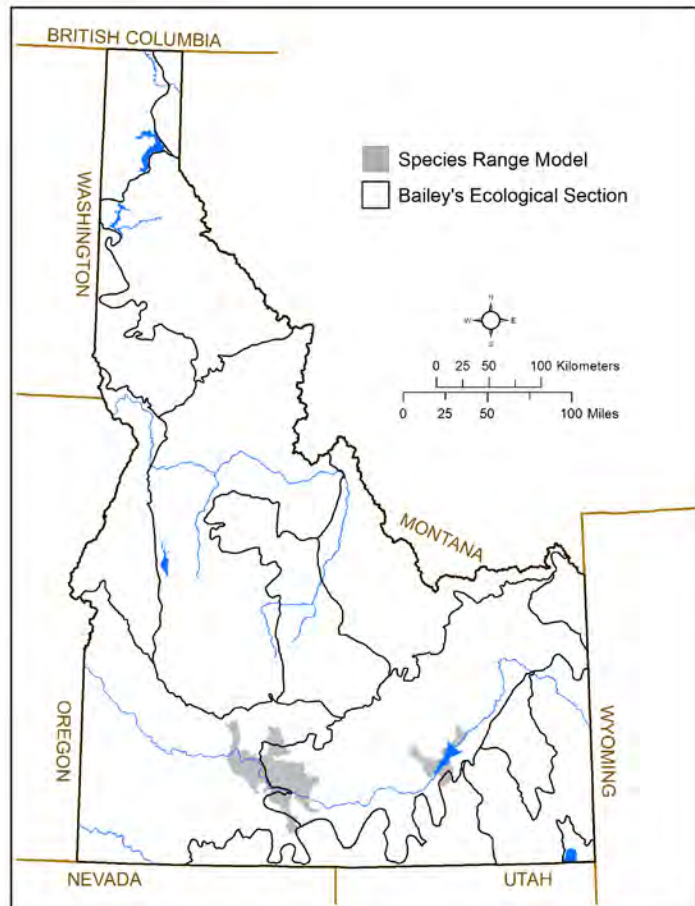 BRITISH COLUMBIA
WASHINGTON
Species Range Model
Bailey's Ecological Section
N
W E
S
0 25 50 100 Kilometers
0 25 50 100 Miles
MONTANA
OREGON
WYOMING
NEVADA
UTAH